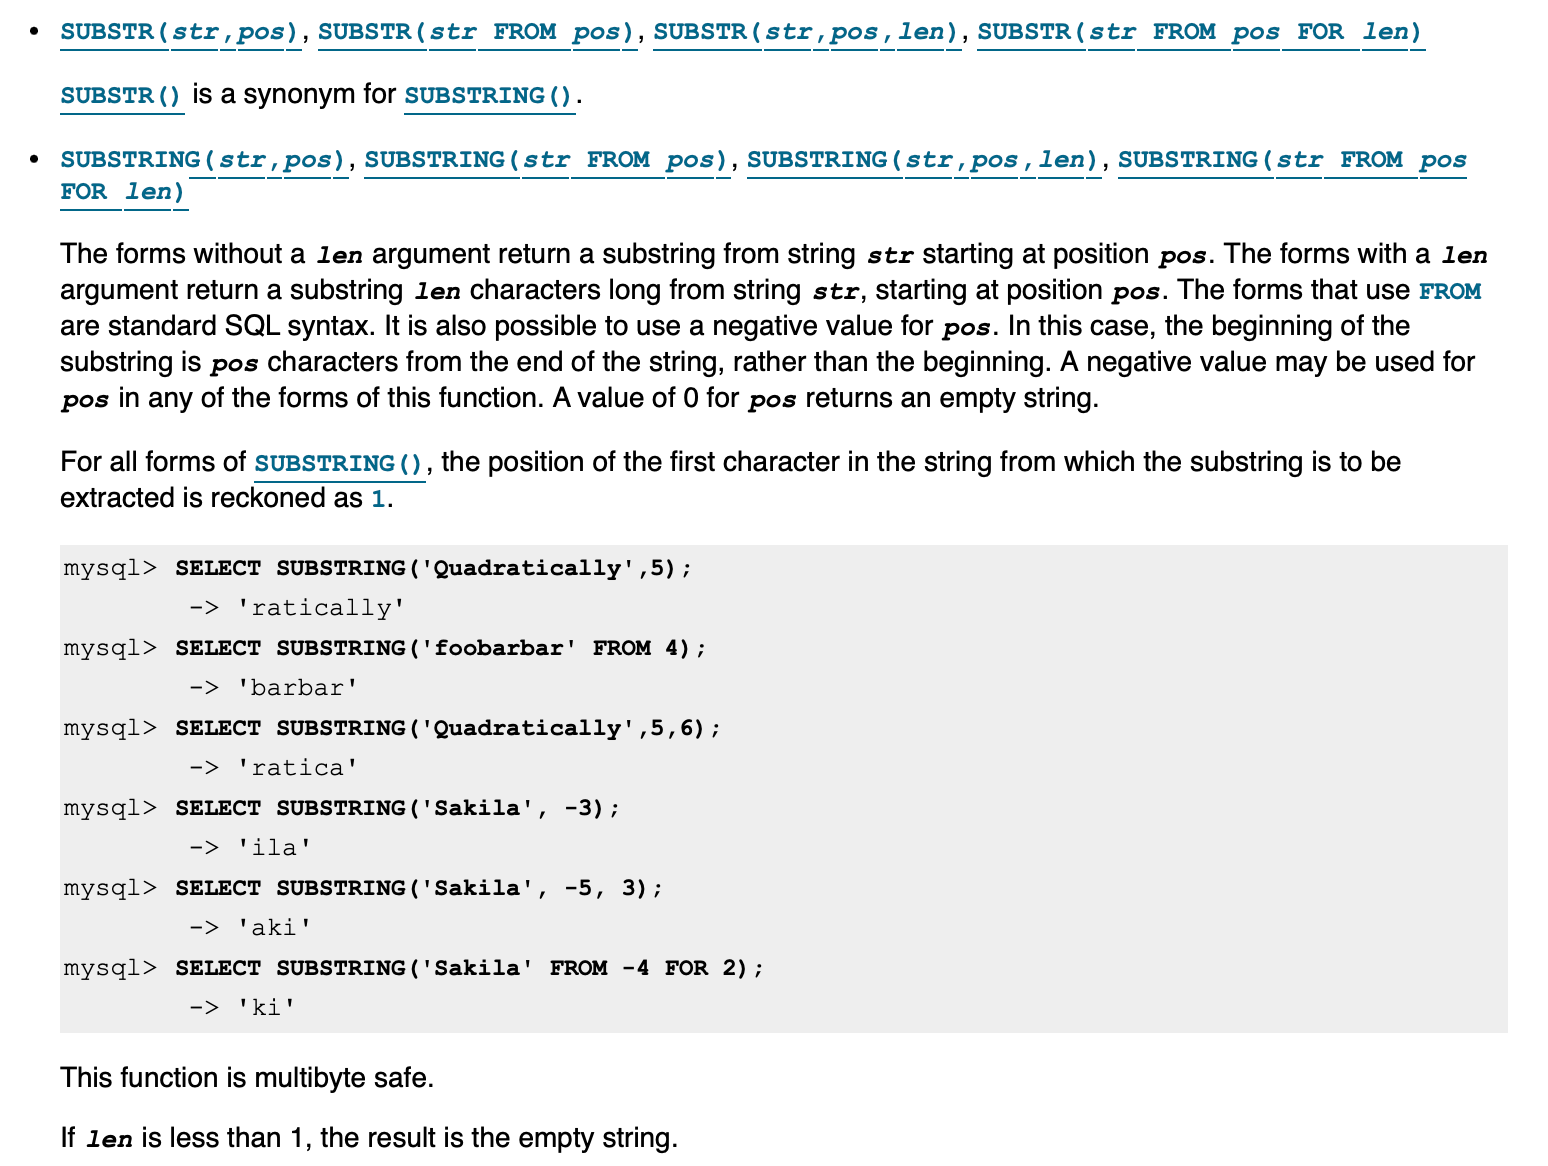 • SUBSTR(str,pos), SUBSTR(str FROM pos), SUBSTR(str,pos,len), SUBSTR(str FROM pos FOR len)
SUBSTR() is a synonym for SUBSTRING().
• SUBSTRING(str,pos), SUBSTRING(str FROM pos), SUBSTRING(str,pos,len), SUBSTRING(str FROM pos
FOR len)
The forms without a len argument return a substring from string str starting at position pos. The forms with a len
argument return a substring len characters long from string str, starting at position pos. The forms that use FROM
are standard SQL syntax. It is also possible to use a negative value for pos. In this case, the beginning of the
substring is pos characters from the end of the string, rather than the beginning. A negative value may be used for
pos in any of the forms of this function. A value of 0 for pos returns an empty string.
For all forms of SUBSTRING(), the position of the first character in the string from which the substring is to be
extracted is reckoned as 1.
mysql> SELECT SUBSTRING('Quadratically',5);
-> 'ratically'
mysql> SELECT SUBSTRING('foobarbar' FROM 4);
-> 'barbar'
mysql> SELECT SUBSTRING('Quadratically',5,6);
-> 'ratica'
mysql> SELECT SUBSTRING('Sakila', -3);
-> 'ila'
mysql> SELECT SUBSTRING('Sakila', -5, 3);
-> 'aki'
mysql> SELECT SUBSTRING('Sakila' FROM -4 FOR 2);
-> 'ki'
This function is multibyte safe.
If len is less than 1, the result is the empty string.